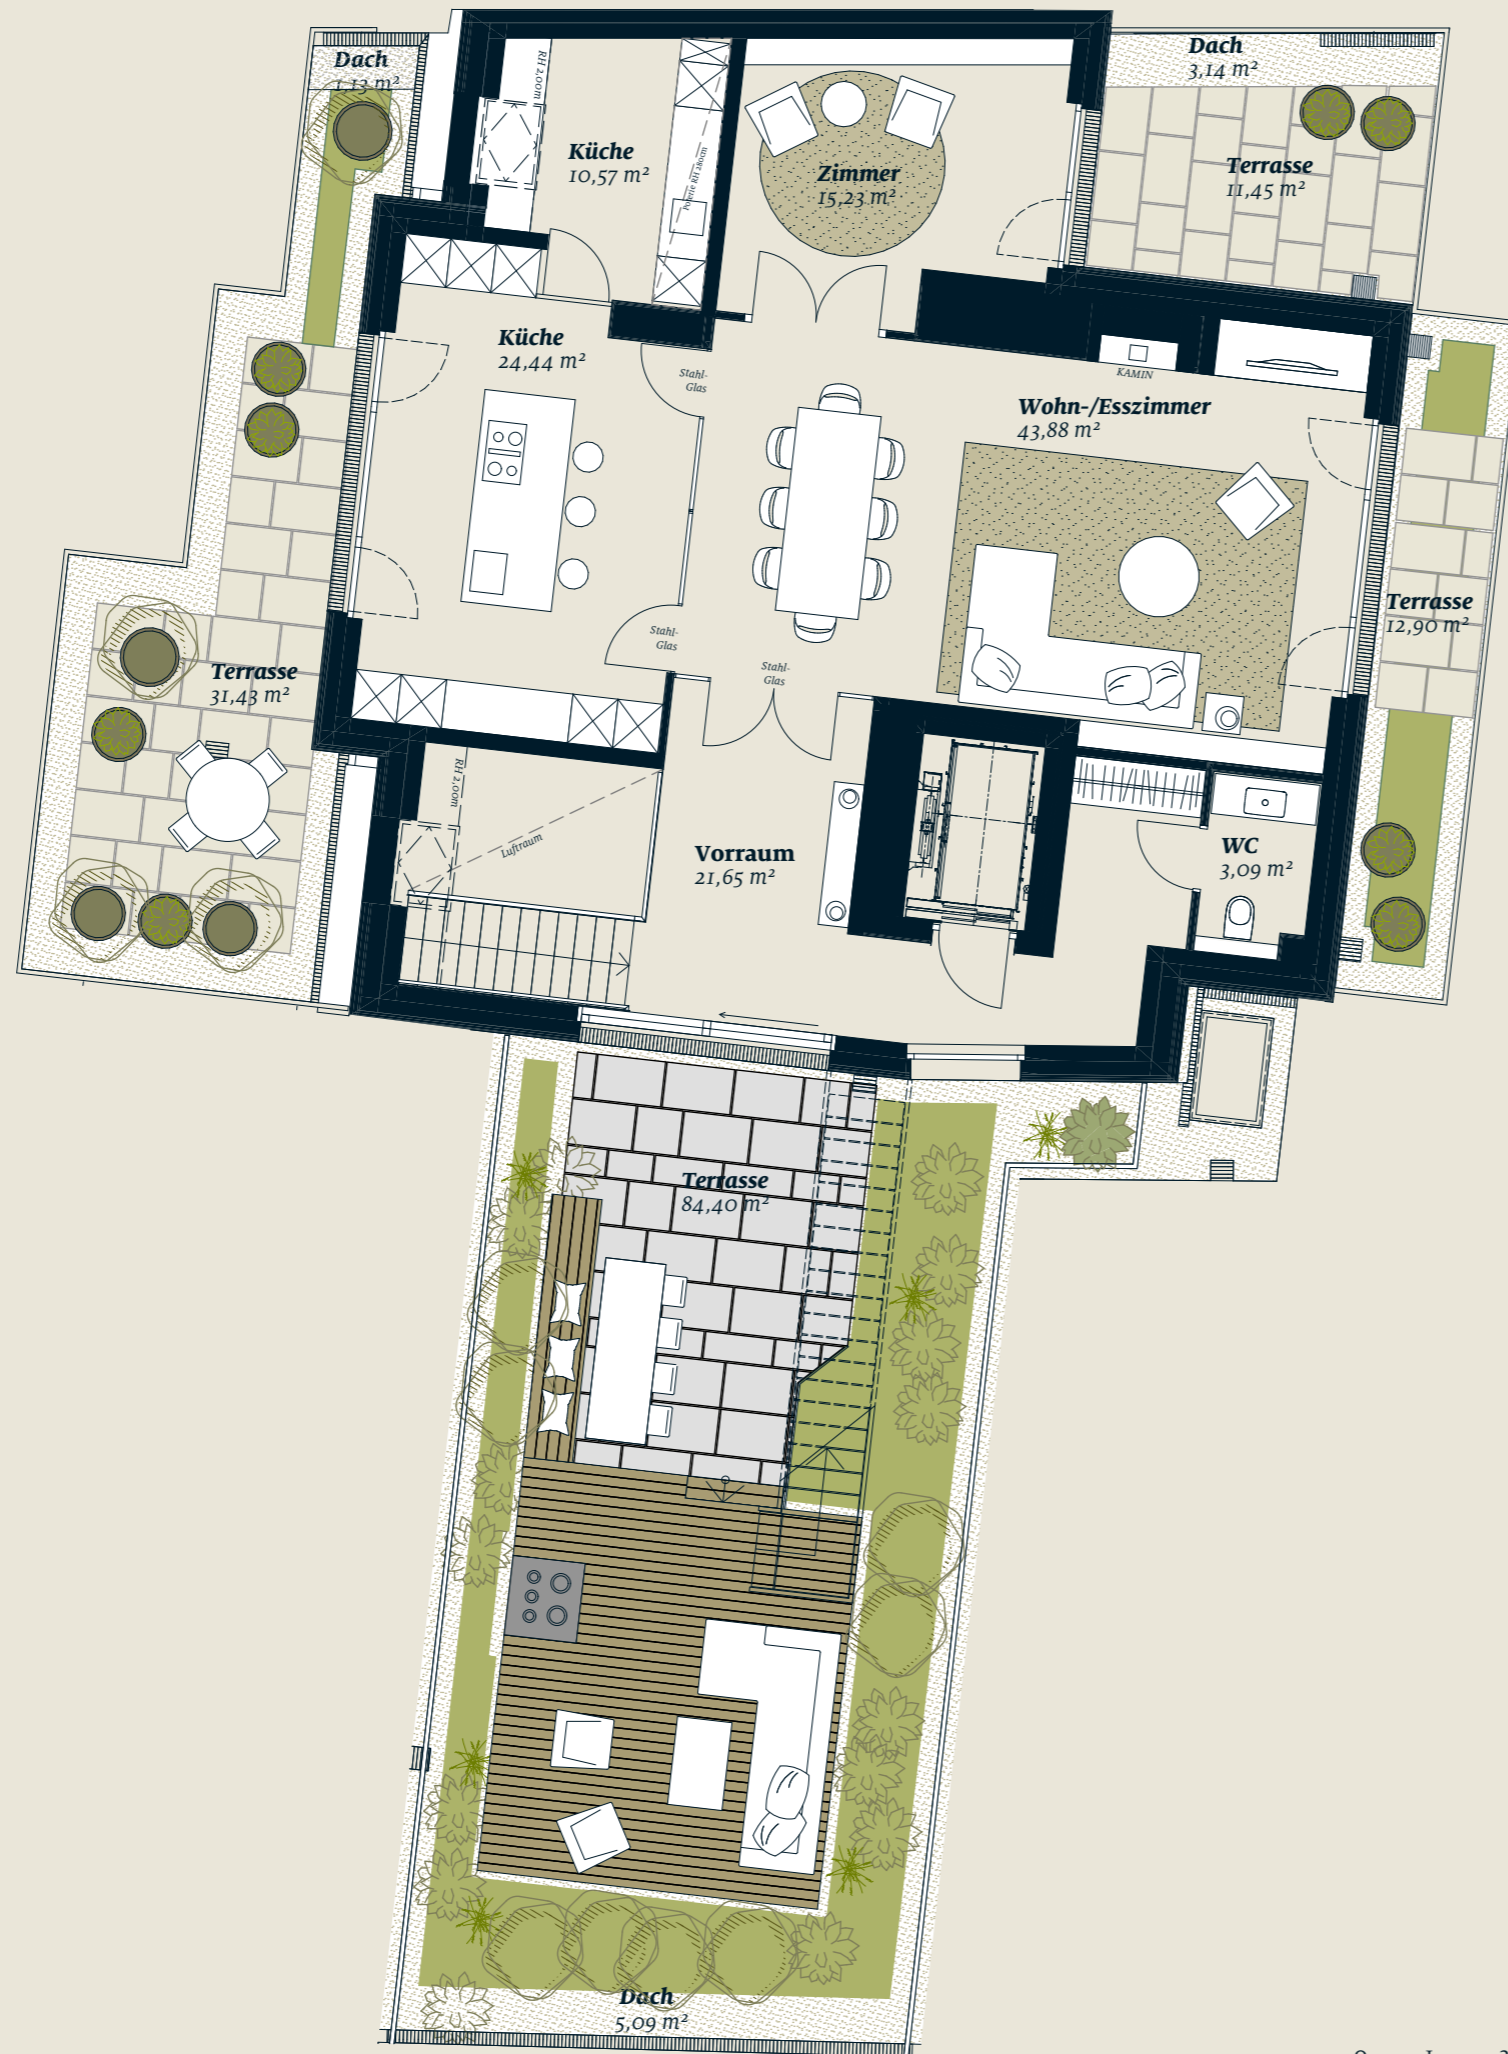 Dach
1,13 m²
Dach
3,14 m²
RH 2,00m
Küche
10,57 m²
Poterie RH 280cm
Zimmer
15,23 m²
Terrasse
11,45 m²
Küche
24,44 m²
Stahl-
Glas
KAMIN
Wohn-/Esszimmer
43,88 m²
Terrasse
12,90 m²
Stahl-
Glas
Stahl-
Glas
Terrasse
31,43 m²
RH 2,00m
Luftraum
Vorraum
21,65 m²
WC
3,09 m²
Terrasse
84,40 m²
Dach
5,09 m²